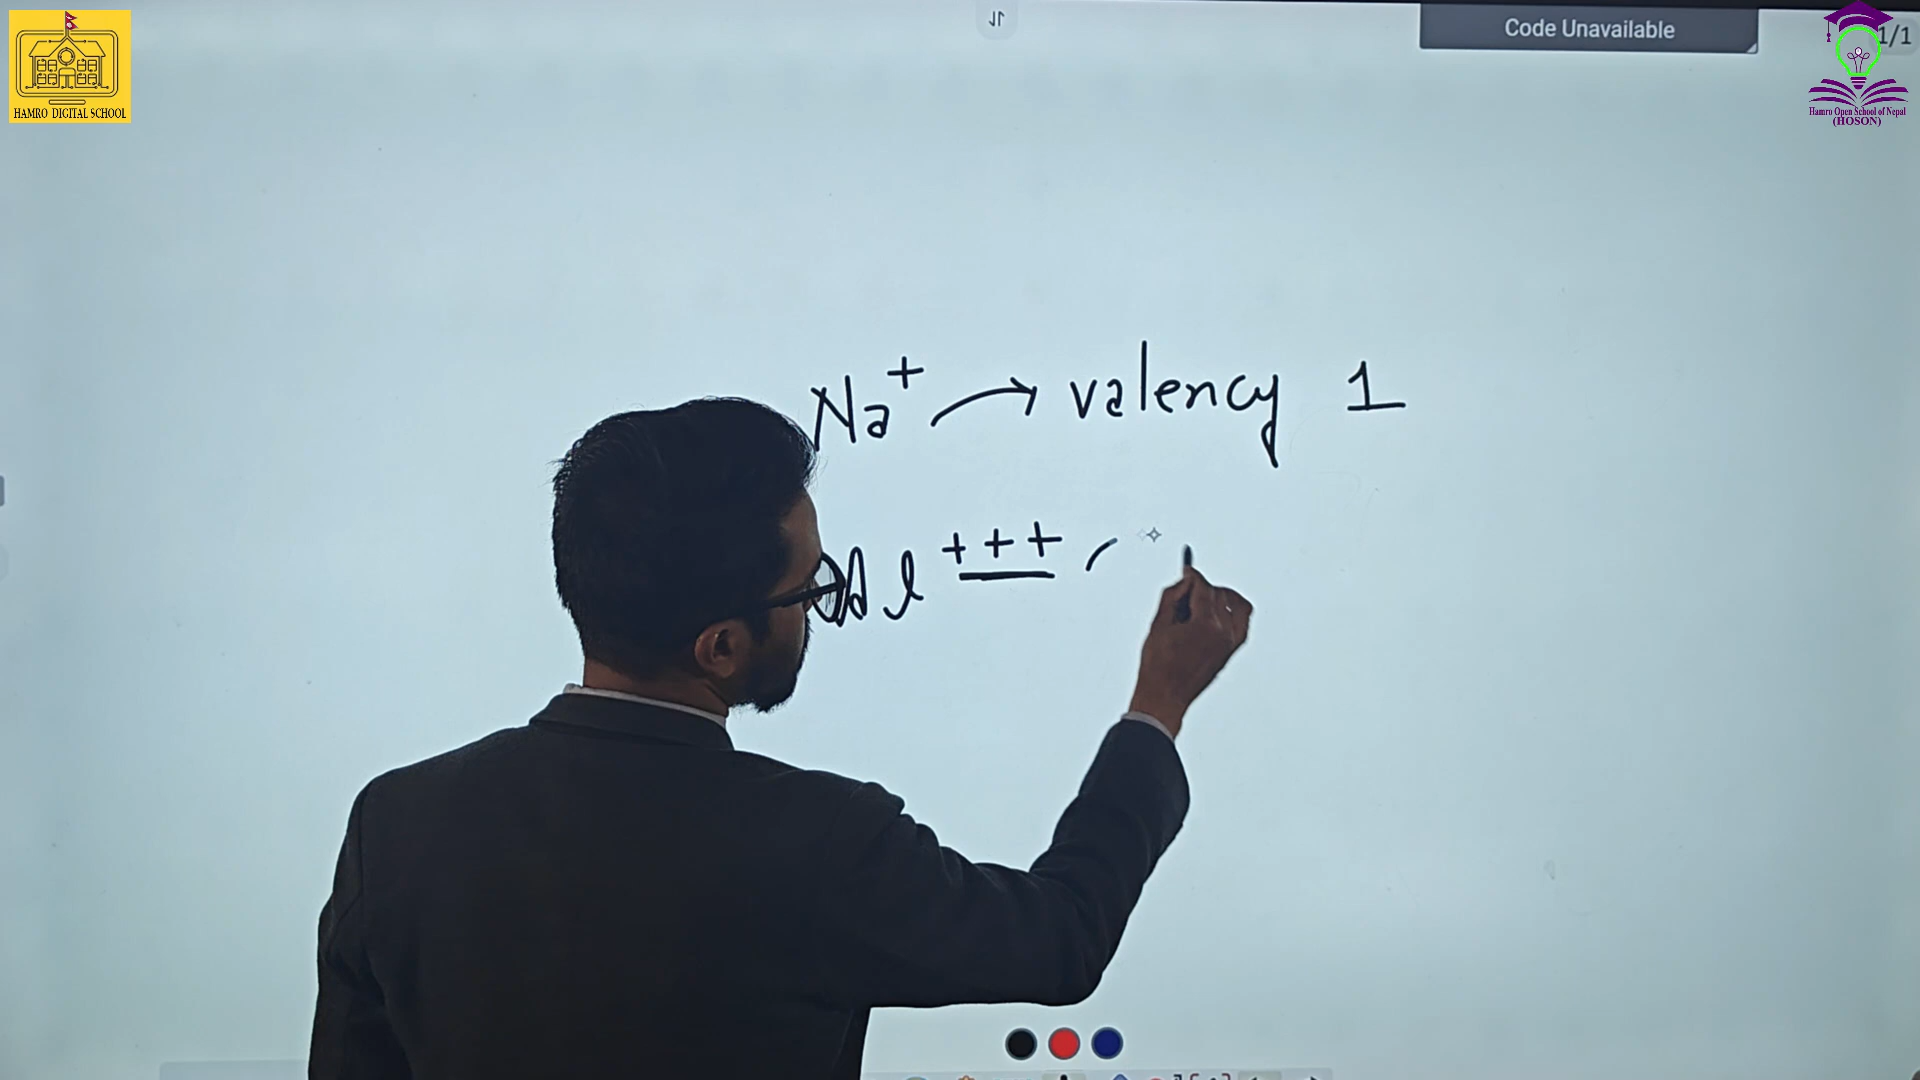 HAMRO DIGITAL SCHOOL
Code Unavailable
1/1
Hamro Open School of Nepal
(HOSON)
Na⁺ → valency 1
Al⁺⁺⁺